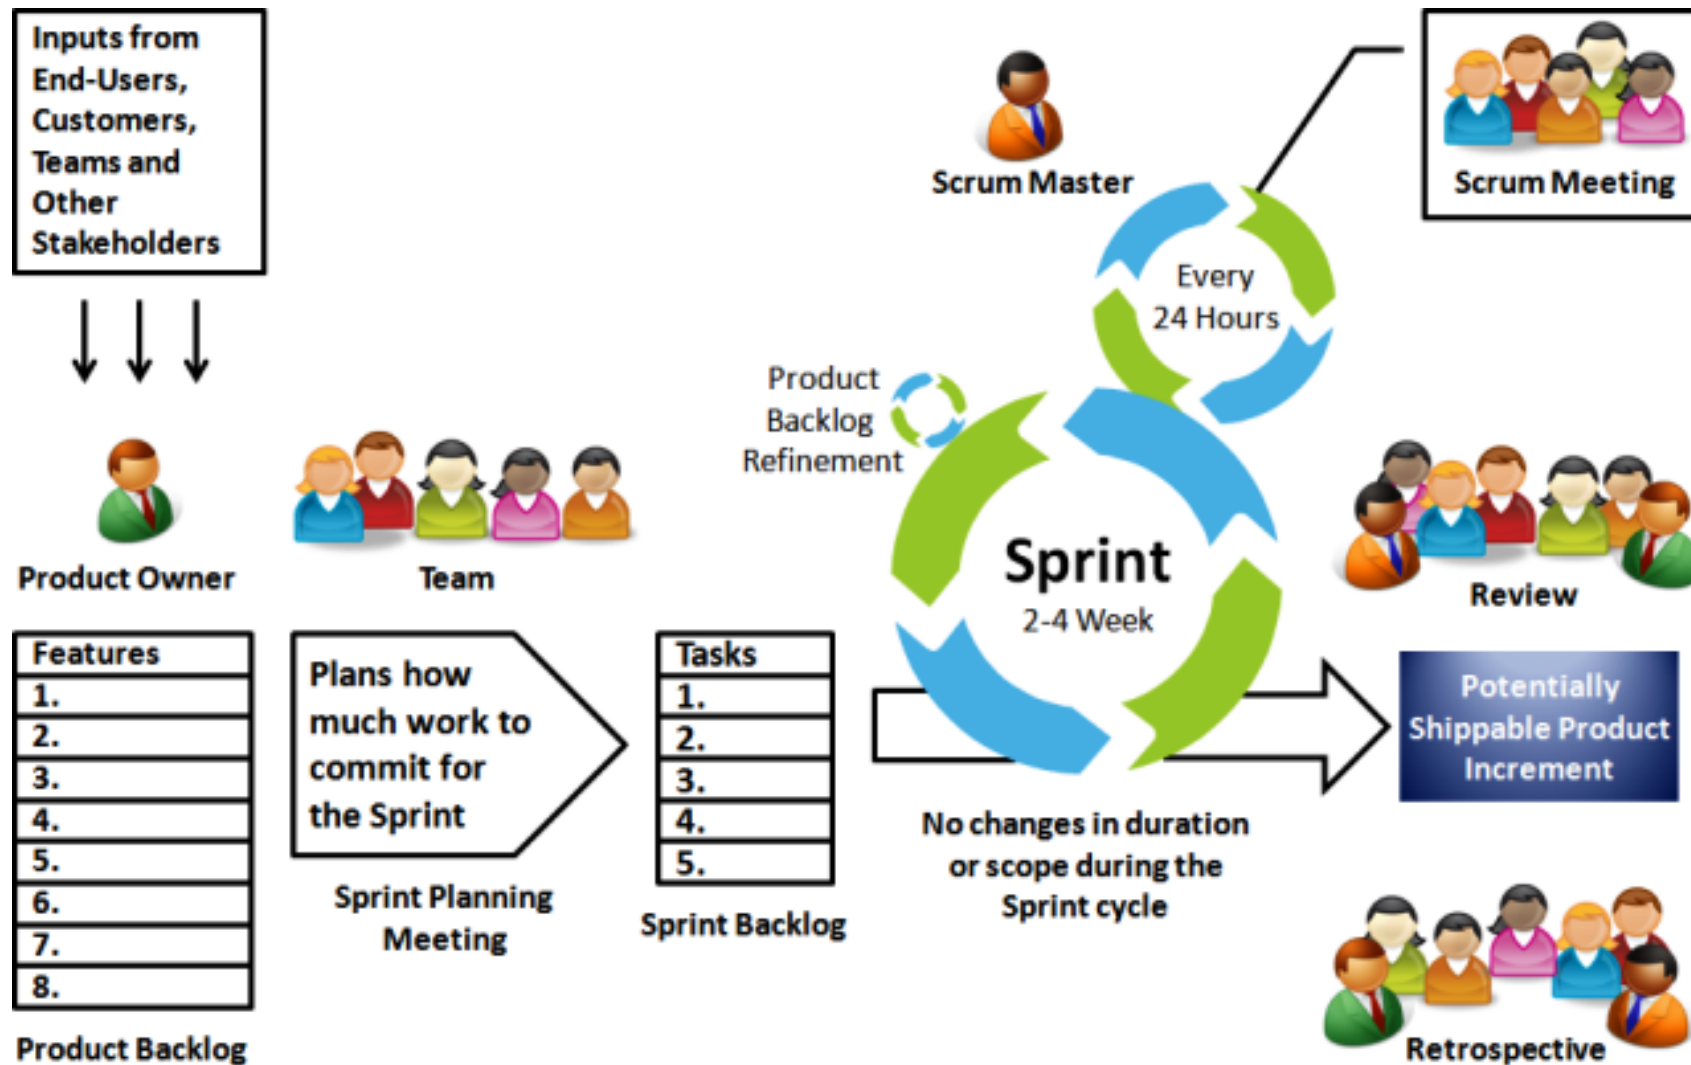 Inputs from
End-Users,
Customers,
Teams and
Other
Stakeholders
Product Owner
Team
Features
1.
2.
3.
4.
5.
6.
7.
8.
Product Backlog
Plans how
much work to
commit for
the Sprint
Sprint Planning
Meeting
Tasks
1.
2.
3.
4.
5.
Sprint Backlog
Scrum Master
Every
24 Hours
Product
Backlog
Refinement
Sprint
2-4 Week
No changes in duration
or scope during the
Sprint cycle
Scrum Meeting
Review
Potentially
Shippable Product
Increment
Retrospective